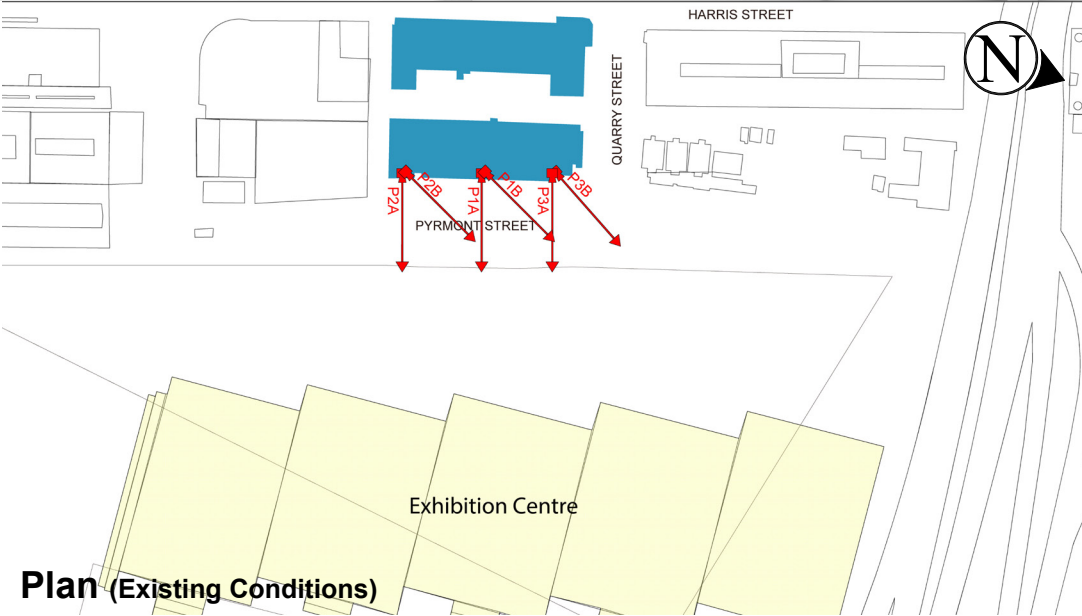 HARRIS STREET
N
QUARRY STREET
P2A
P2B
P1A
P1B
P3A
P3B
PYRMONT STREET
Exhibition Centre
Plan (Existing Conditions)